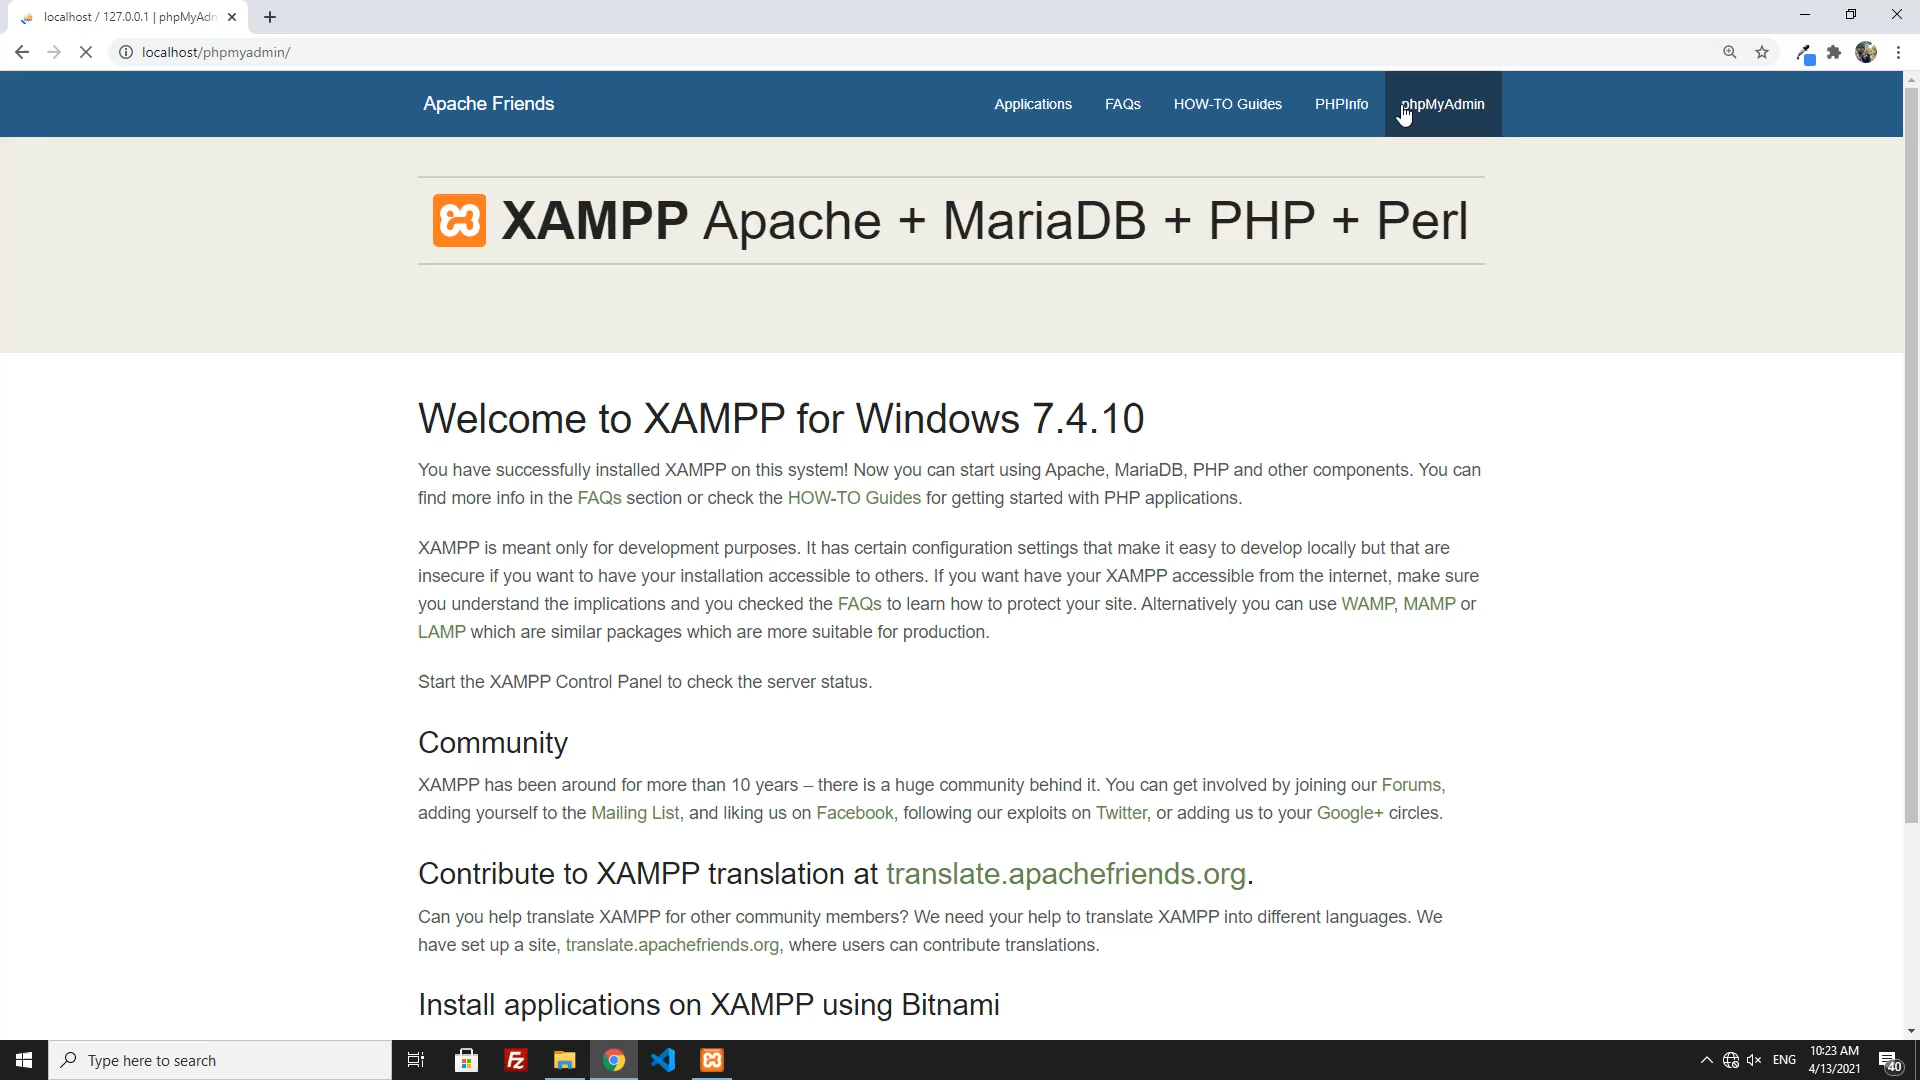 localhost / 127.0.0.1 | phpMyAdm
localhost/phpmyadmin/
Apache Friends
Applications
FAQs
HOW-TO Guides
PHPInfo
phpMyAdmin
XAMPP Apache + MariaDB + PHP + Perl
Welcome to XAMPP for Windows 7.4.10
You have successfully installed XAMPP on this system! Now you can start using Apache, MariaDB, PHP and other components. You can
find more info in the FAQs section or check the HOW-TO Guides for getting started with PHP applications.
XAMPP is meant only for development purposes. It has certain configuration settings that make it easy to develop locally but that are
insecure if you want to have your installation accessible to others. If you want have your XAMPP accessible from the internet, make sure
you understand the implications and you checked the FAQs to learn how to protect your site. Alternatively you can use WAMP, MAMP or
LAMP which are similar packages which are more suitable for production.
Start the XAMPP Control Panel to check the server status.
Community
XAMPP has been around for more than 10 years – there is a huge community behind it. You can get involved by joining our Forums,
adding yourself to the Mailing List, and liking us on Facebook, following our exploits on Twitter, or adding us to your Google+ circles.
Contribute to XAMPP translation at translate.apachefriends.org.
Can you help translate XAMPP for other community members? We need your help to translate XAMPP into different languages. We
have set up a site, translate.apachefriends.org, where users can contribute translations.
Install applications on XAMPP using Bitnami
Type here to search
Fz
ENG
10:23 AM
4/13/2021
40